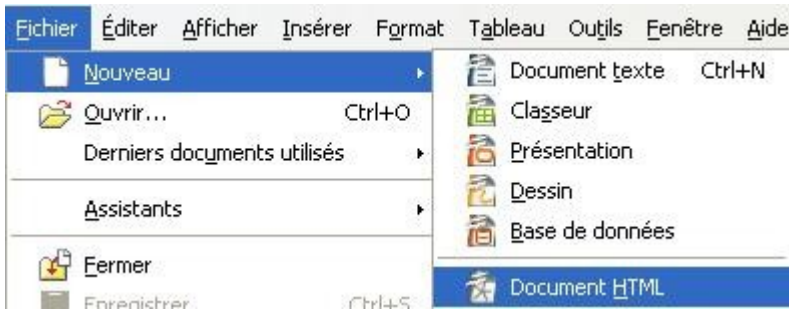 Fichier Éditer Afficher Insérer Format Tableau Outils Fenêtre Aide
Nouveau
Ouvrir... Ctrl+O
Derniers documents utilisés
Assistants
Fermer
Enregistrer Ctrl+S
Document texte Ctrl+N
Classeur
Présentation
Dessin
Base de données
Document HTML